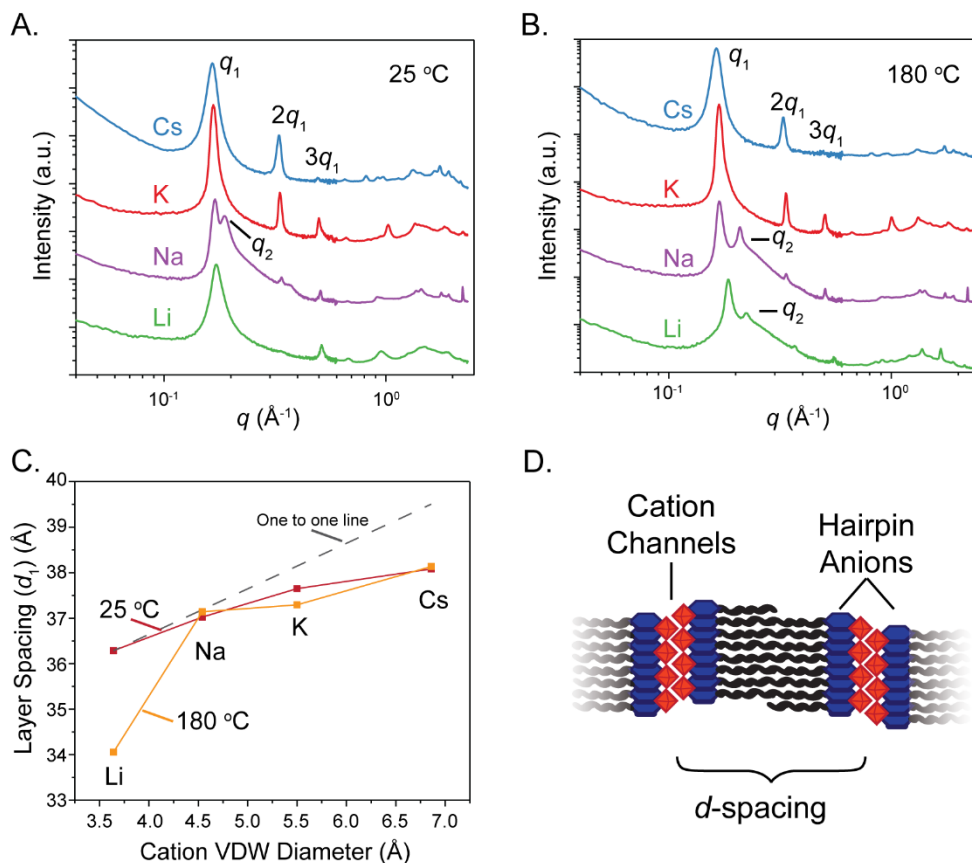 A.
25 °C
q₁
2q₁
3q₁
Cs
K
q₂
Na
Li
Intensity (a.u.)
10⁻¹
10⁰
q (Å⁻¹)
B.
180 °C
q₁
2q₁
3q₁
Cs
K
Na
q₂
q₂
Li
Intensity (a.u.)
10⁻¹
10⁰
q (Å⁻¹)
C.
40
39
38
37
36
35
34
33
Layer Spacing (d₁) (Å)
One to one line
25 °C
Na
K
Cs
180 °C
Li
3.5
4.0
4.5
5.0
5.5
6.0
6.5
7.0
Cation VDW Diameter (Å)
D.
Cation
Channels
Hairpin
Anions
d-spacing